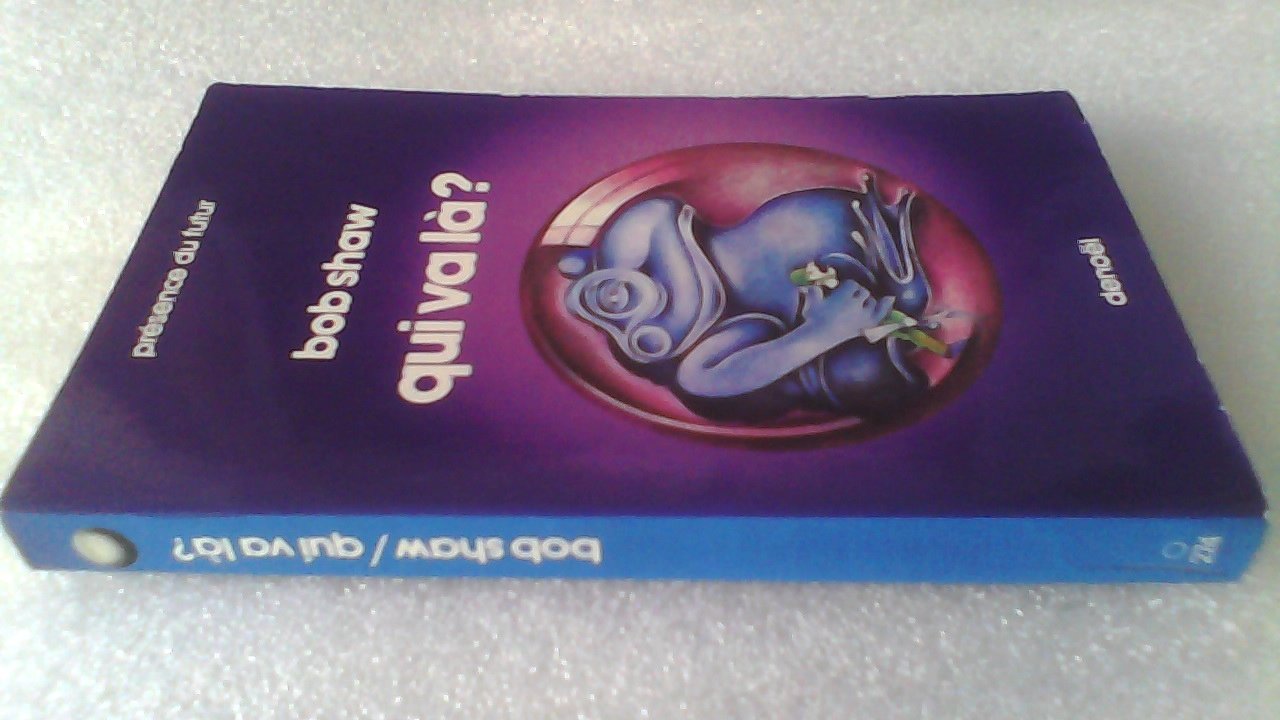 présence du futur
bob shaw
qui va là?
denoël
bob shaw / qui va là?